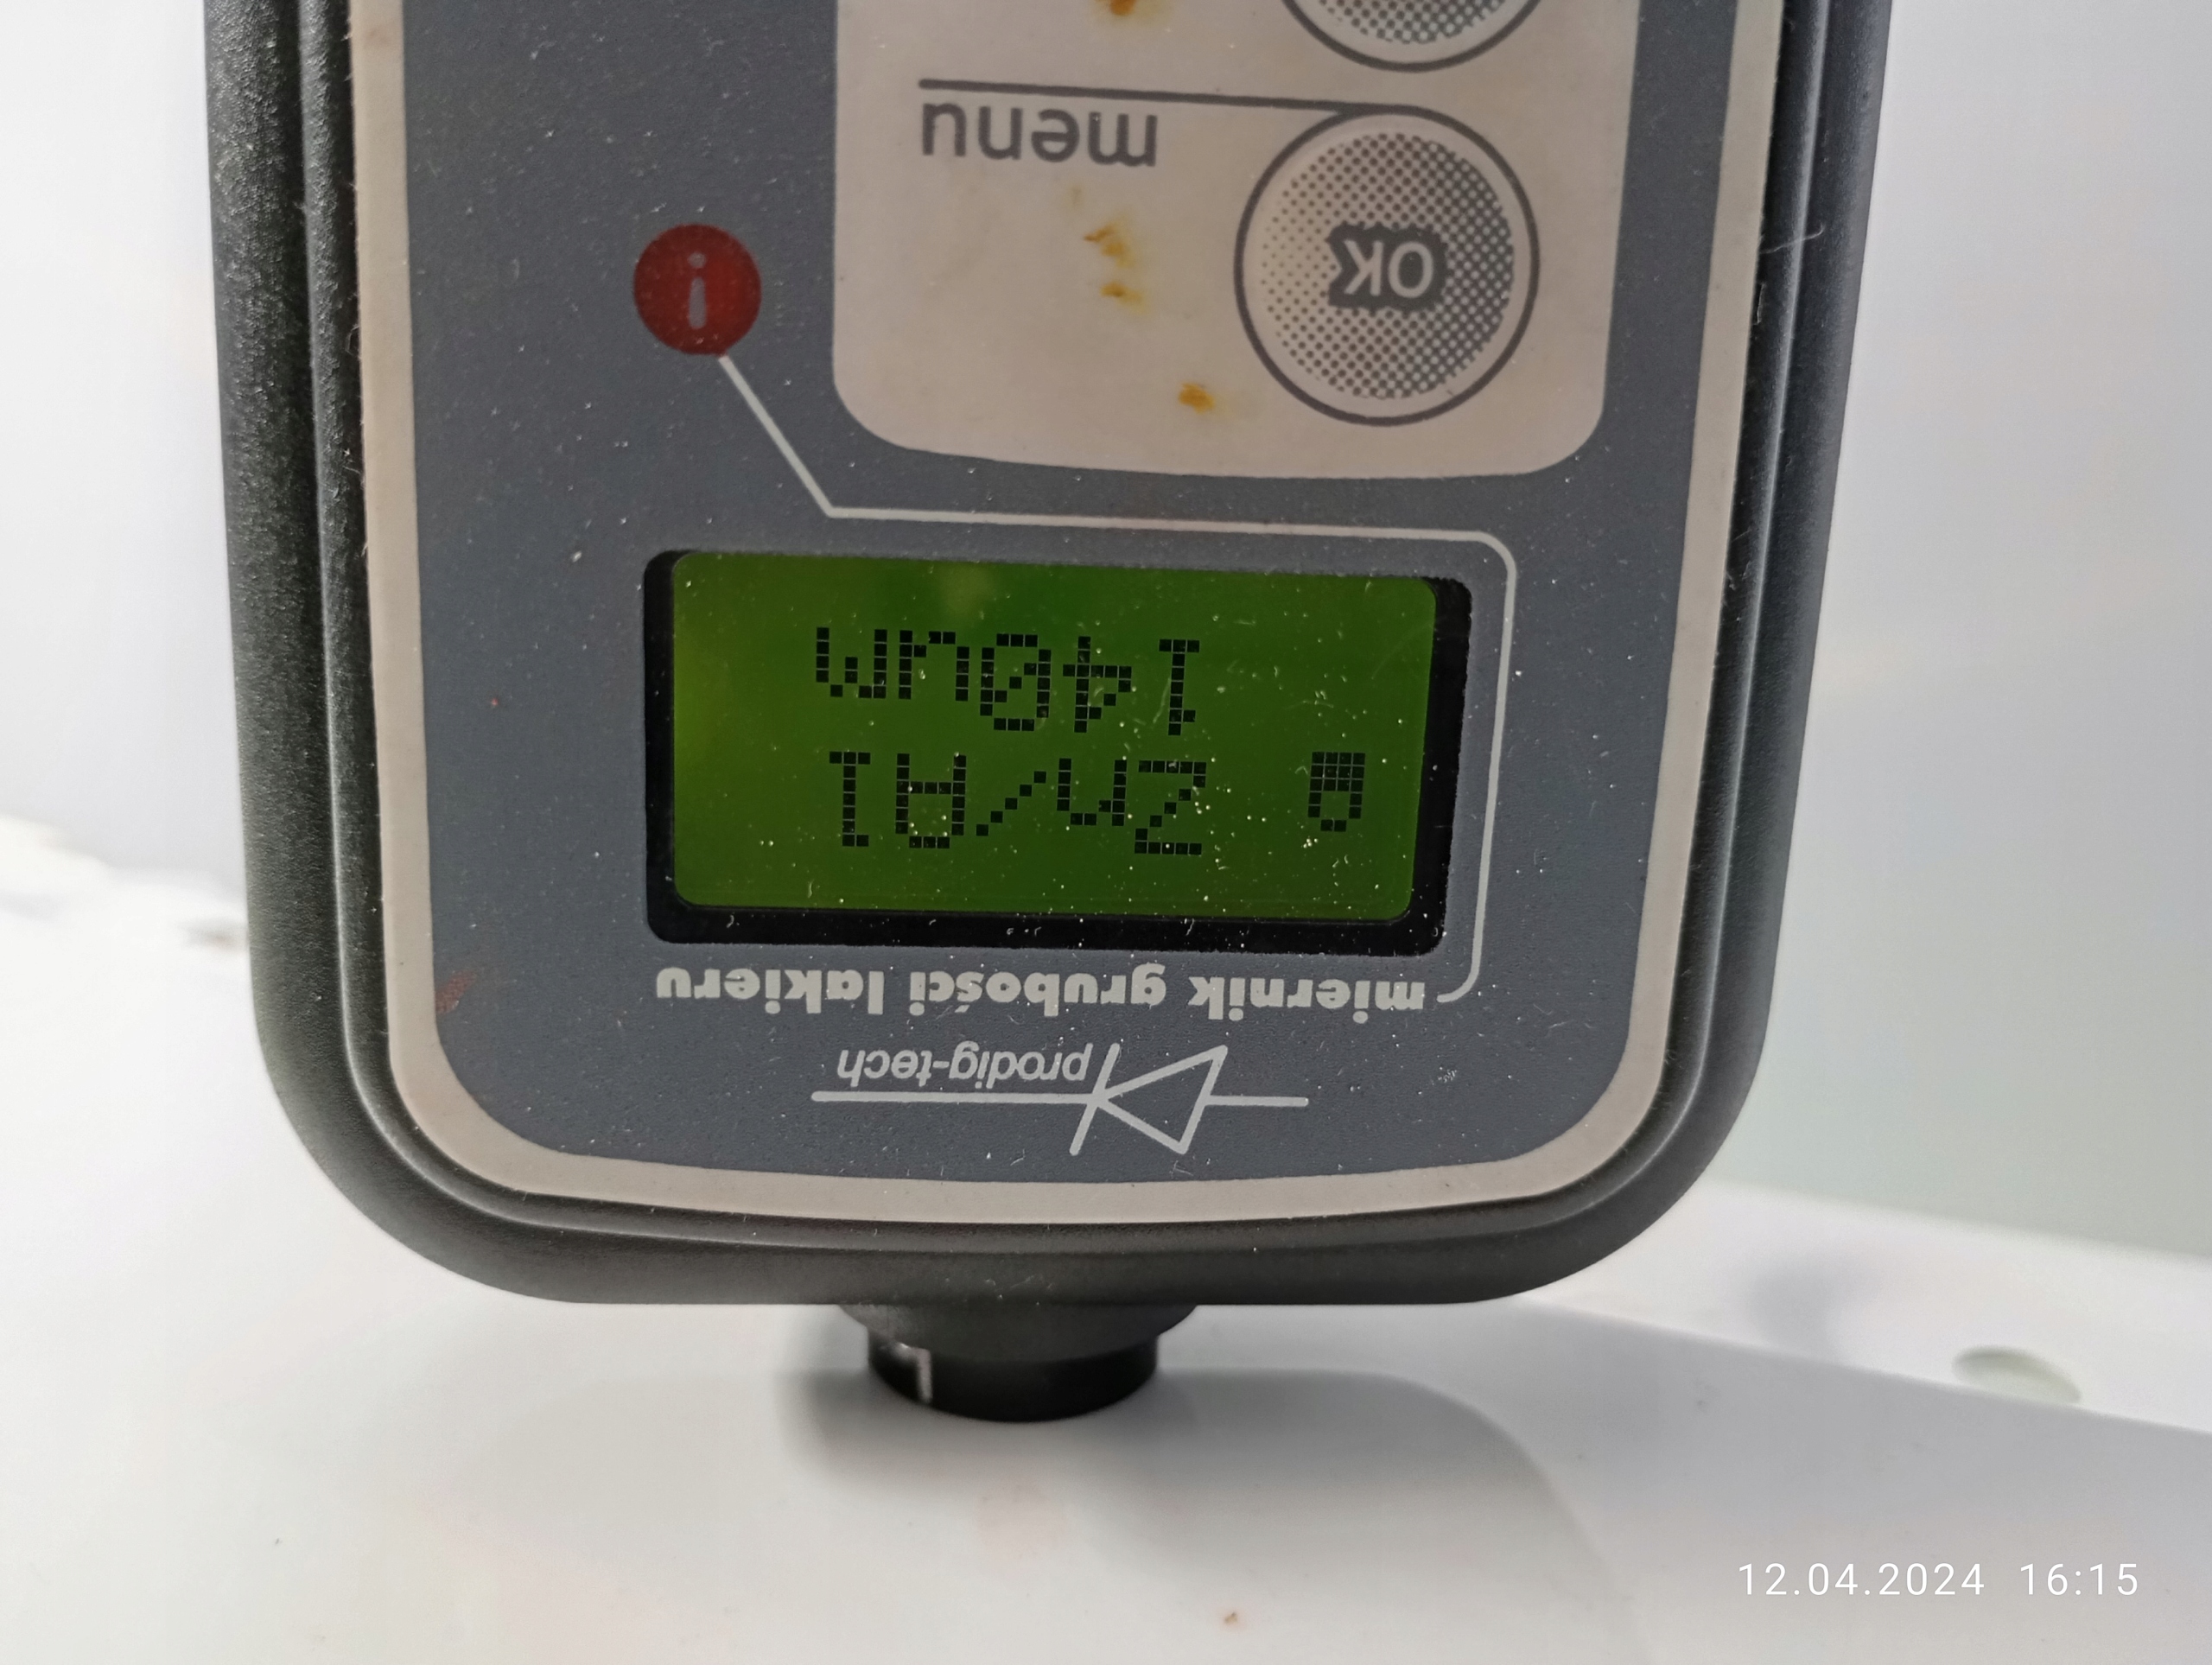 prodig-tech
miernik grubości lakieru
Zn/Al
140um
OK
menu
i
12.04.2024 16:15